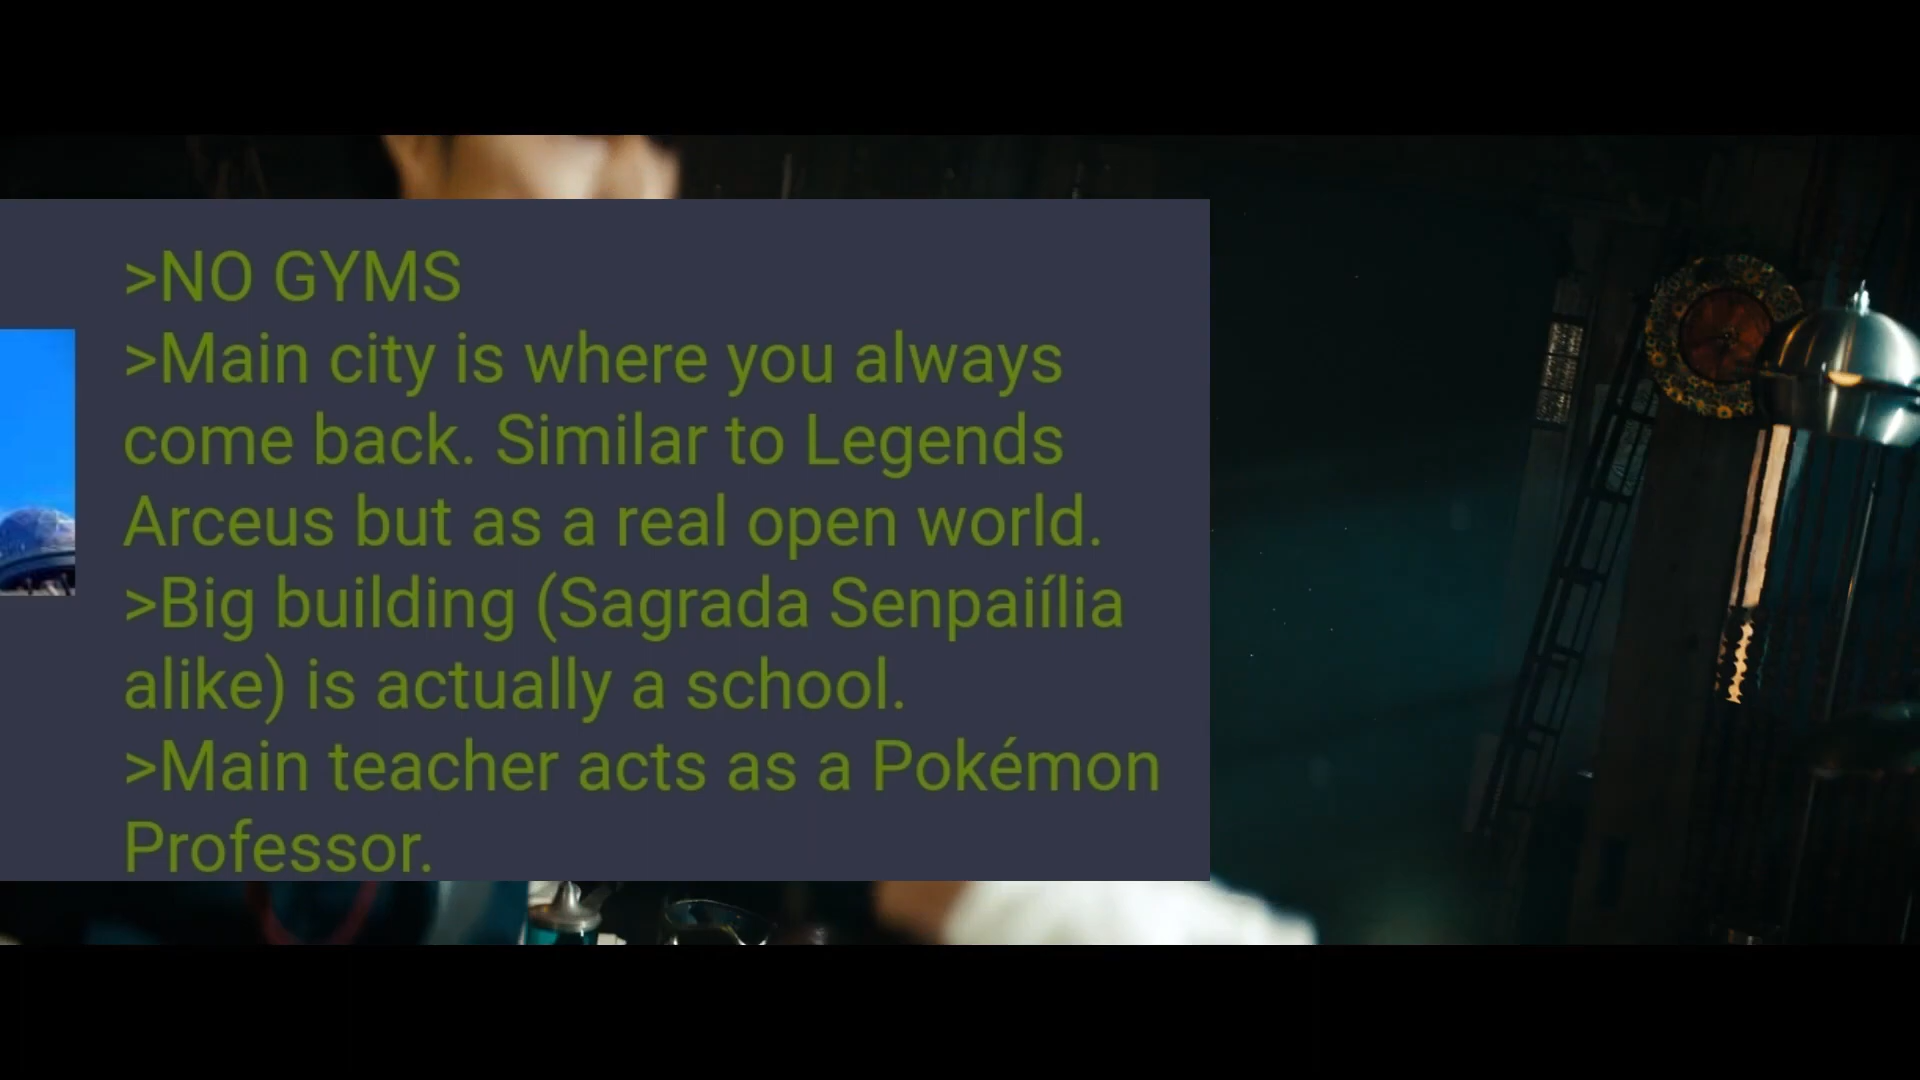 >NO GYMS
>Main city is where you always
come back. Similar to Legends
Arceus but as a real open world.
>Big building (Sagrada Senpaiília
alike) is actually a school.
>Main teacher acts as a Pokémon
Professor.